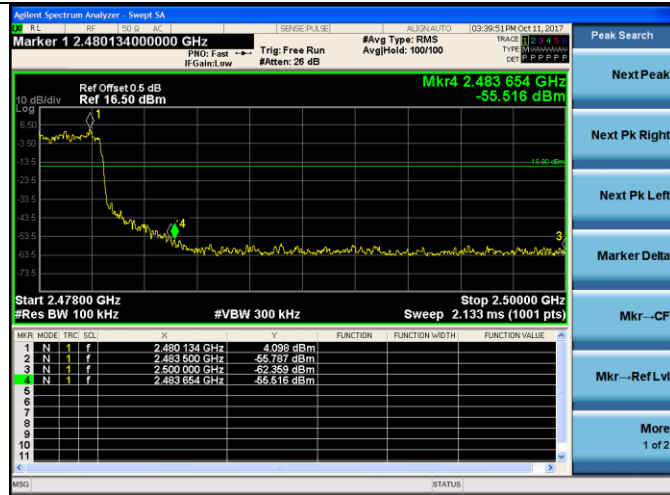 Agilent Spectrum Analyzer - Swept SA
RL RF 50 Ω AC SENSE:PULSE ALIGNAUTO 03:39:51 PM Oct 11, 2017
Marker 1 2.480134000000 GHz
PNO: Fast
IFGain:Low
Trig: Free Run
#Atten: 26 dB
#Avg Type: RMS
Avg|Hold: 100/100
TRACE 1 2 3 4 5 6
TYPE M
DET P P P P P P
Peak Search
Ref Offset 0.5 dB
10 dB/div Ref 16.50 dBm
Log
Mkr4 2.483 654 GHz
-55.516 dBm
6.50
-3.50
-13.5
-23.5
-33.5
-43.5
-53.5
-63.5
-73.5
1
4
3
Start 2.47800 GHz Stop 2.50000 GHz
#Res BW 100 kHz #VBW 300 kHz Sweep 2.133 ms (1001 pts)
MKR MODE TRC SCL X Y FUNCTION FUNCTION WIDTH FUNCTION VALUE
1 N 1 f 2.480 134 GHz 4.098 dBm
2 N 1 f 2.483 500 GHz -55.787 dBm
3 N 1 f 2.500 000 GHz -62.359 dBm
4 N 1 f 2.483 654 GHz -55.516 dBm
5
6
7
8
9
10
11
MSG STATUS
Next Peak
Next Pk Right
Next Pk Left
Marker Delta
Mkr→CF
Mkr→Ref Lvl
More
1 of 2